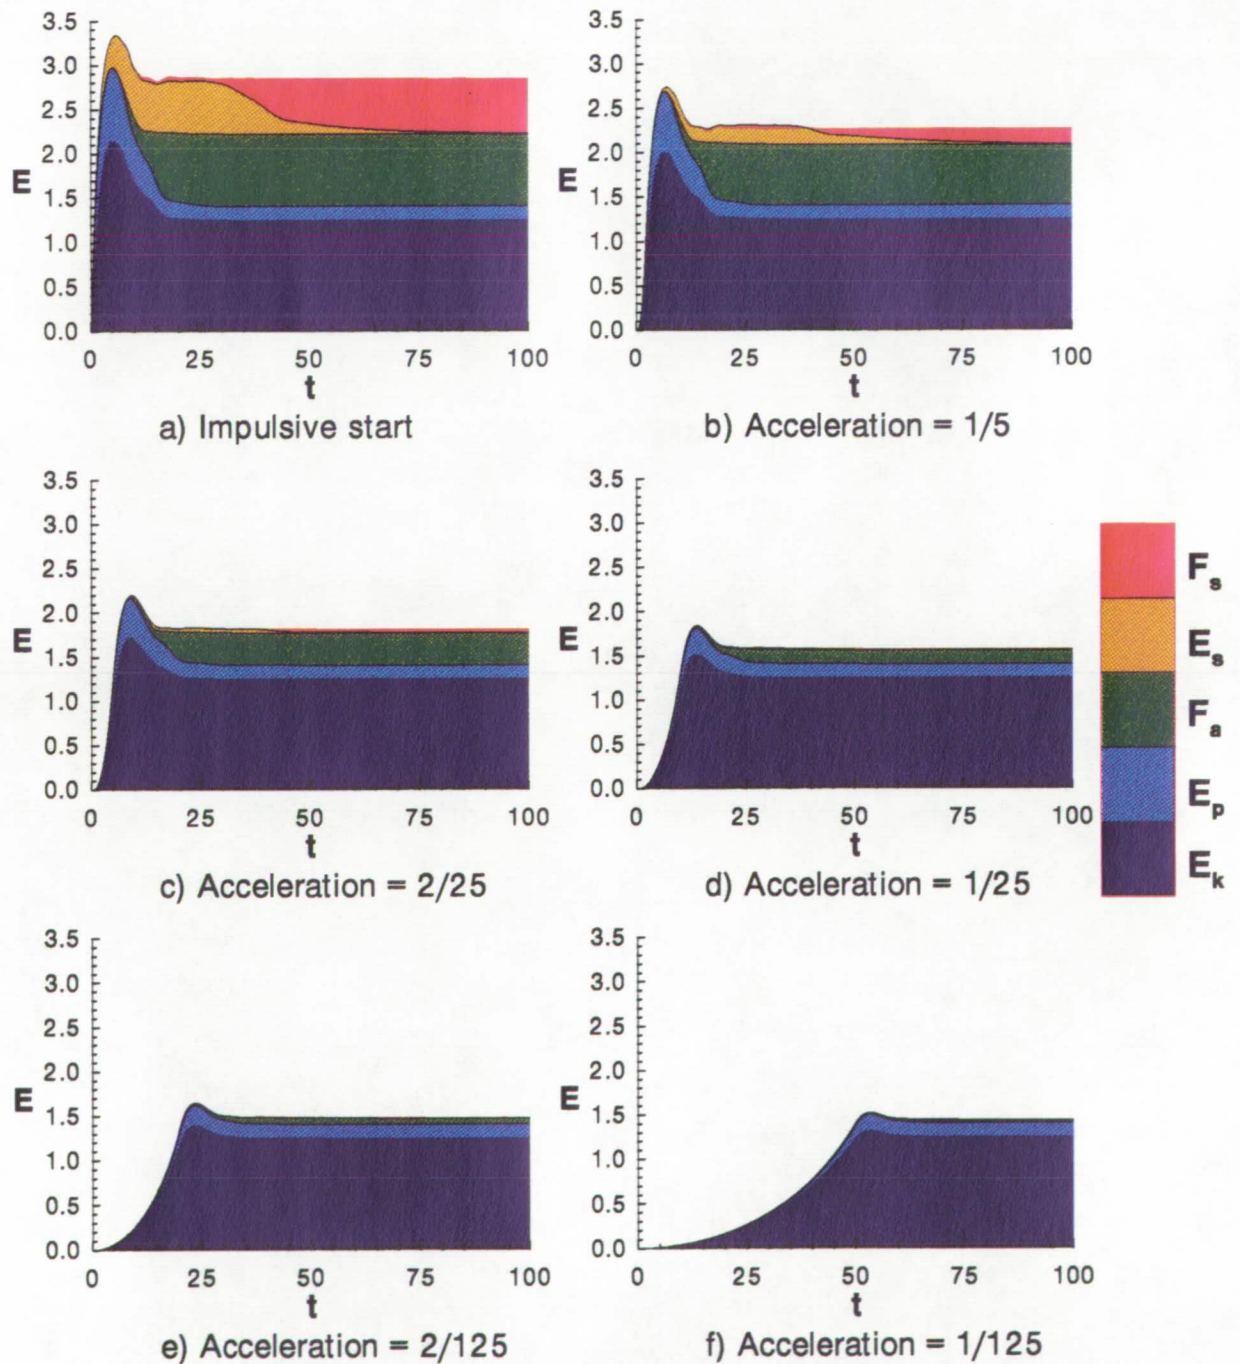 3.5
3.0
2.5
2.0
1.5
1.0
0.5
0.0
E
0 25 50 75 100
t
a) Impulsive start
3.5
3.0
2.5
2.0
1.5
1.0
0.5
0.0
E
0 25 50 75 100
t
b) Acceleration = 1/5
3.5
3.0
2.5
2.0
1.5
1.0
0.5
0.0
E
0 25 50 75 100
t
c) Acceleration = 2/25
3.5
3.0
2.5
2.0
1.5
1.0
0.5
0.0
E
0 25 50 75 100
t
d) Acceleration = 1/25
Fs
Es
Fa
Ep
Ek
3.5
3.0
2.5
2.0
1.5
1.0
0.5
0.0
E
0 25 50 75 100
t
e) Acceleration = 2/125
3.5
3.0
2.5
2.0
1.5
1.0
0.5
0.0
E
0 25 50 75 100
t
f) Acceleration = 1/125